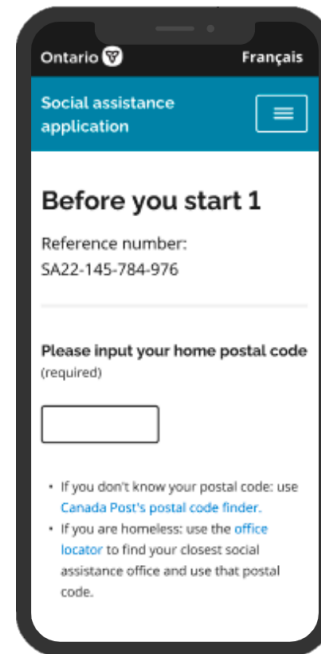 Ontario
Français
Social assistance
application
Before you start 1
Reference number:
SA22-145-784-976
Please input your home postal code
(required)
• If you don't know your postal code: use
Canada Post's postal code finder.
• If you are homeless: use the office
locator to find your closest social
assistance office and use that postal
code.